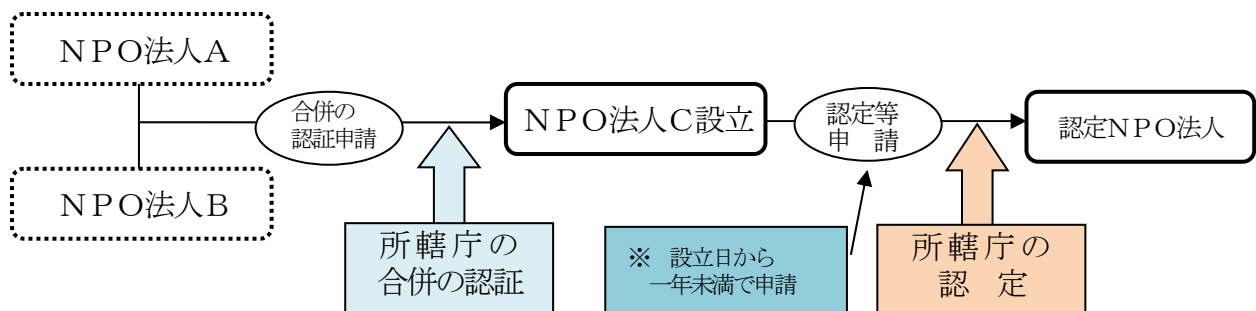 NPO法人A
NPO法人B
合併の
認証申請
所轄庁の
合併の認証
NPO法人C設立
認定等
申 請
※ 設立日から
一年未満で申請
所轄庁の
認 定
認定NPO法人